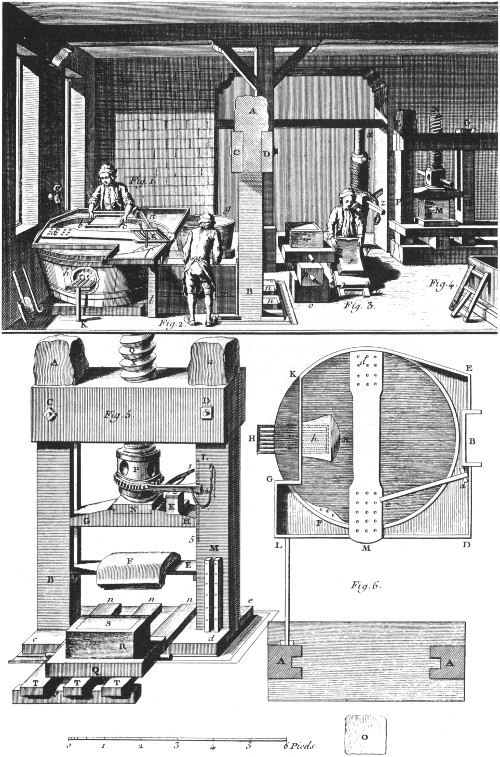 A
Fig. 1.
C
D
a
d
g
z
F
M
h
l
B
n
n
o
K
Fig. 2.
Fig. 3.
Fig. 4.
Q
A
a
C
D
Fig. 5.
P
L
K
G
N
H
5
F
E
M
B
n
n
n
e
S
R
c
d
Q
T
T
T
K
d
E
H
h
B
G
e
a
F
L
M
D
Fig. 6.
A
A
O
0 1 2 3 4 5 6 Pieds